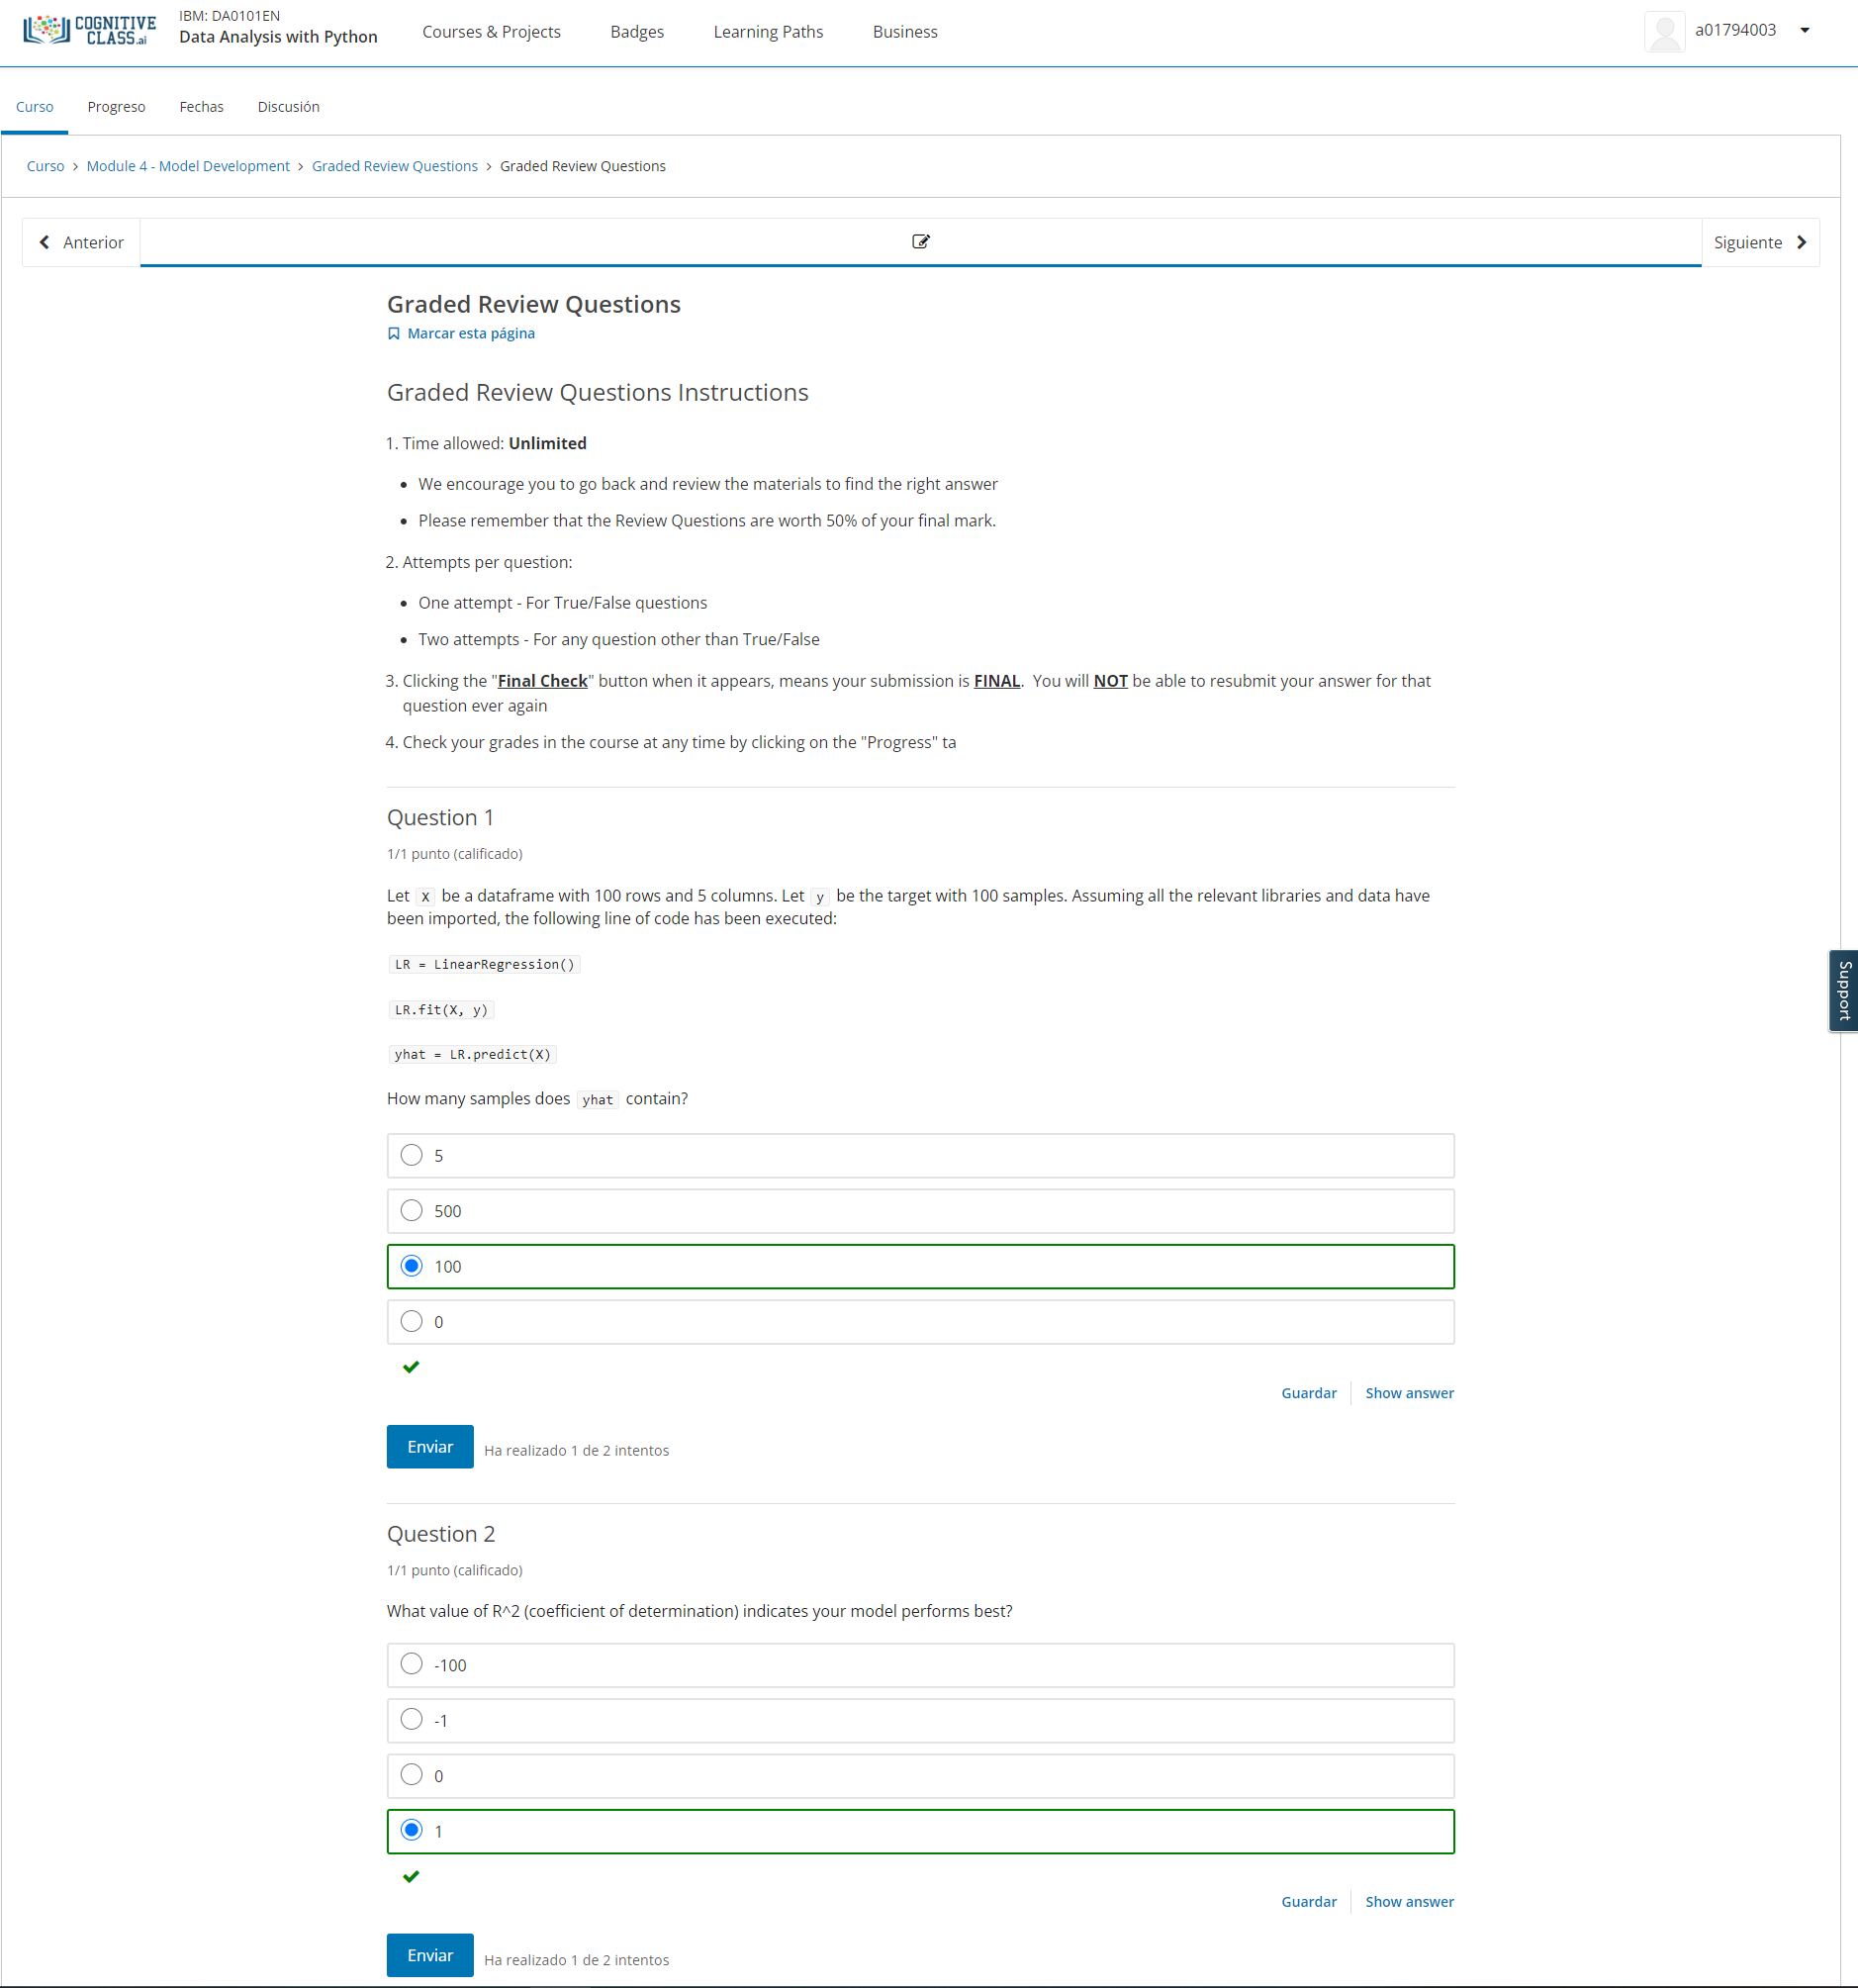 COGNITIVE
CLASS.ai
IBM: DA0101EN
Data Analysis with Python
Courses & Projects
Badges
Learning Paths
Business
a01794003
Curso
Progreso
Fechas
Discusión
Curso > Module 4 - Model Development > Graded Review Questions > Graded Review Questions
Anterior
Siguiente
Graded Review Questions
Marcar esta página
Graded Review Questions Instructions
1. Time allowed: Unlimited
• We encourage you to go back and review the materials to find the right answer
• Please remember that the Review Questions are worth 50% of your final mark.
2. Attempts per question:
• One attempt - For True/False questions
• Two attempts - For any question other than True/False
3. Clicking the "Final Check" button when it appears, means your submission is FINAL.  You will NOT be able to resubmit your answer for that
question ever again
4. Check your grades in the course at any time by clicking on the "Progress" ta
Question 1
1/1 punto (calificado)
Let X be a dataframe with 100 rows and 5 columns. Let y be the target with 100 samples. Assuming all the relevant libraries and data have
been imported, the following line of code has been executed:
LR = LinearRegression()
LR.fit(X, y)
yhat = LR.predict(X)
How many samples does yhat contain?
5
500
100
0
Guardar
Show answer
Enviar
Ha realizado 1 de 2 intentos
Question 2
1/1 punto (calificado)
What value of R^2 (coefficient of determination) indicates your model performs best?
-100
-1
0
1
Guardar
Show answer
Enviar
Ha realizado 1 de 2 intentos
Support